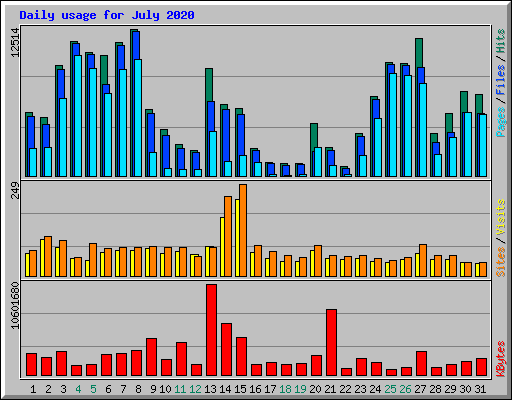 Daily usage for July 2020
12514
Pages / Files / Hits
249
Sites / Visits
10601680
KBytes
1 2 3 4 5 6 7 8 9 10 11 12 13 14 15 16 17 18 19 20 21 22 23 24 25 26 27 28 29 30 31